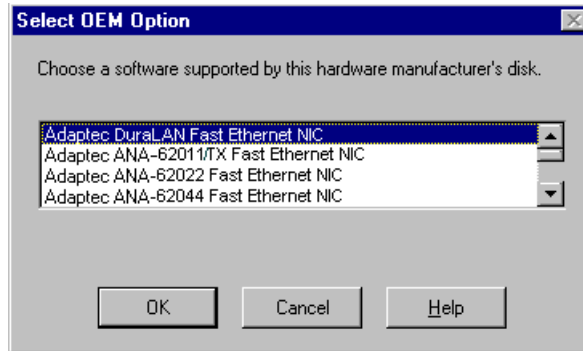 Select OEM Option
Choose a software supported by this hardware manufacturer's disk.
Adaptec DuraLAN Fast Ethernet NIC
Adaptec ANA-62011/TX Fast Ethernet NIC
Adaptec ANA-62022 Fast Ethernet NIC
Adaptec ANA-62044 Fast Ethernet NIC
OK Cancel Help